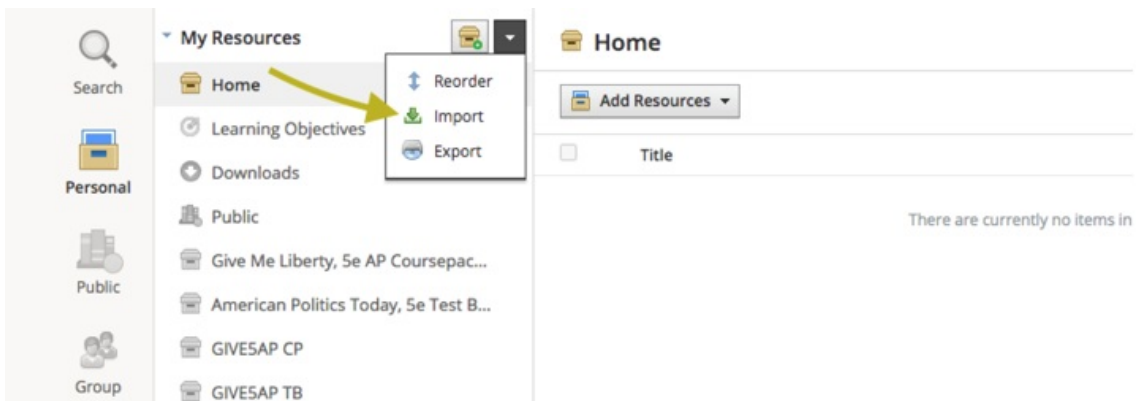 Search
Personal
Public
Group
My Resources
Home
Learning Objectives
Downloads
Public
Give Me Liberty, 5e AP Coursepac...
American Politics Today, 5e Test B...
GIVE5AP CP
GIVE5AP TB
Reorder
Import
Export
Home
Add Resources
Title
There are currently no items in